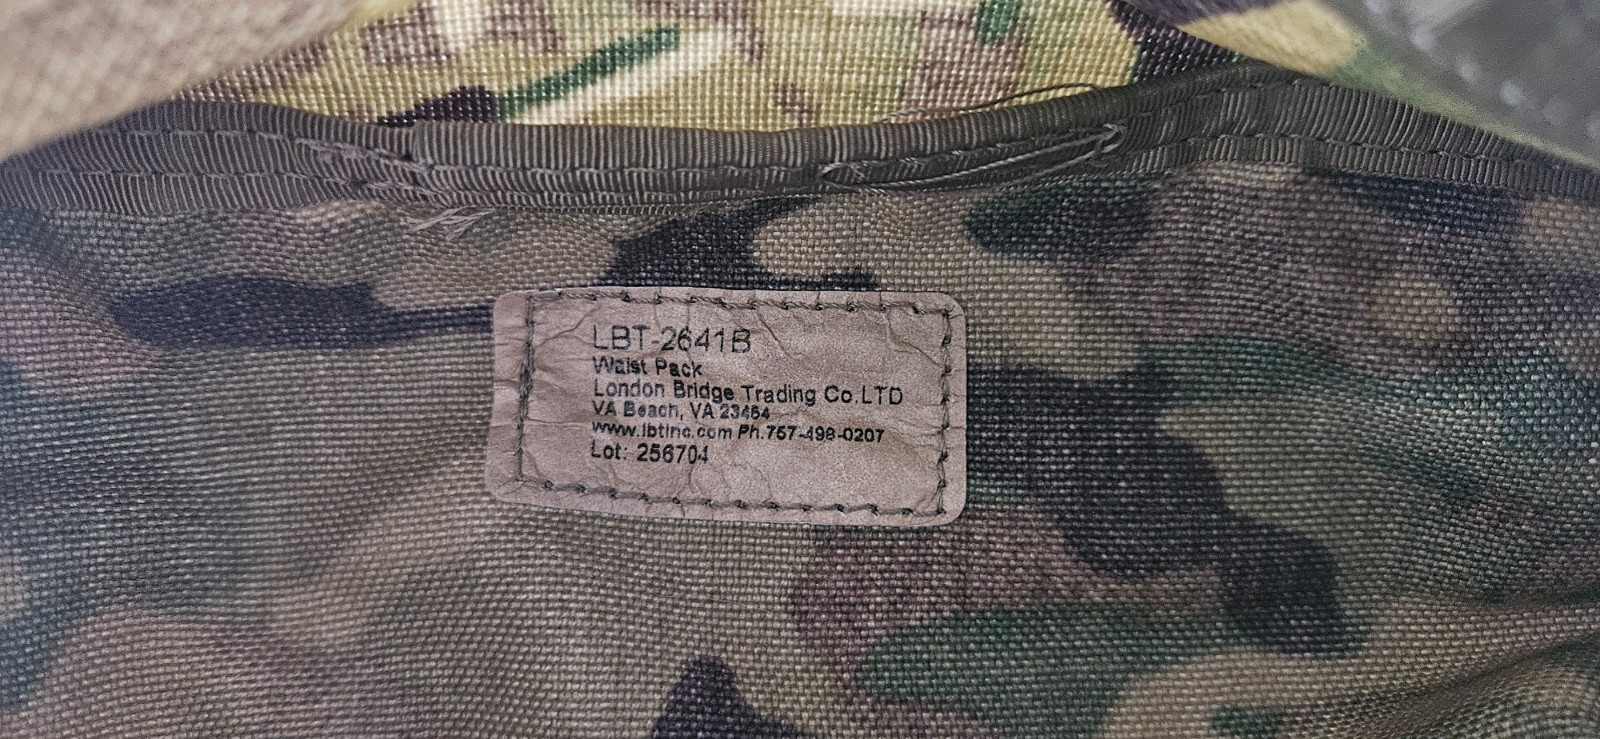 LBT-2641B
Waist Pack
London Bridge Trading Co.LTD
VA Beach, VA 23464
www.lbtinc.com Ph.757-498-0207
Lot: 256704